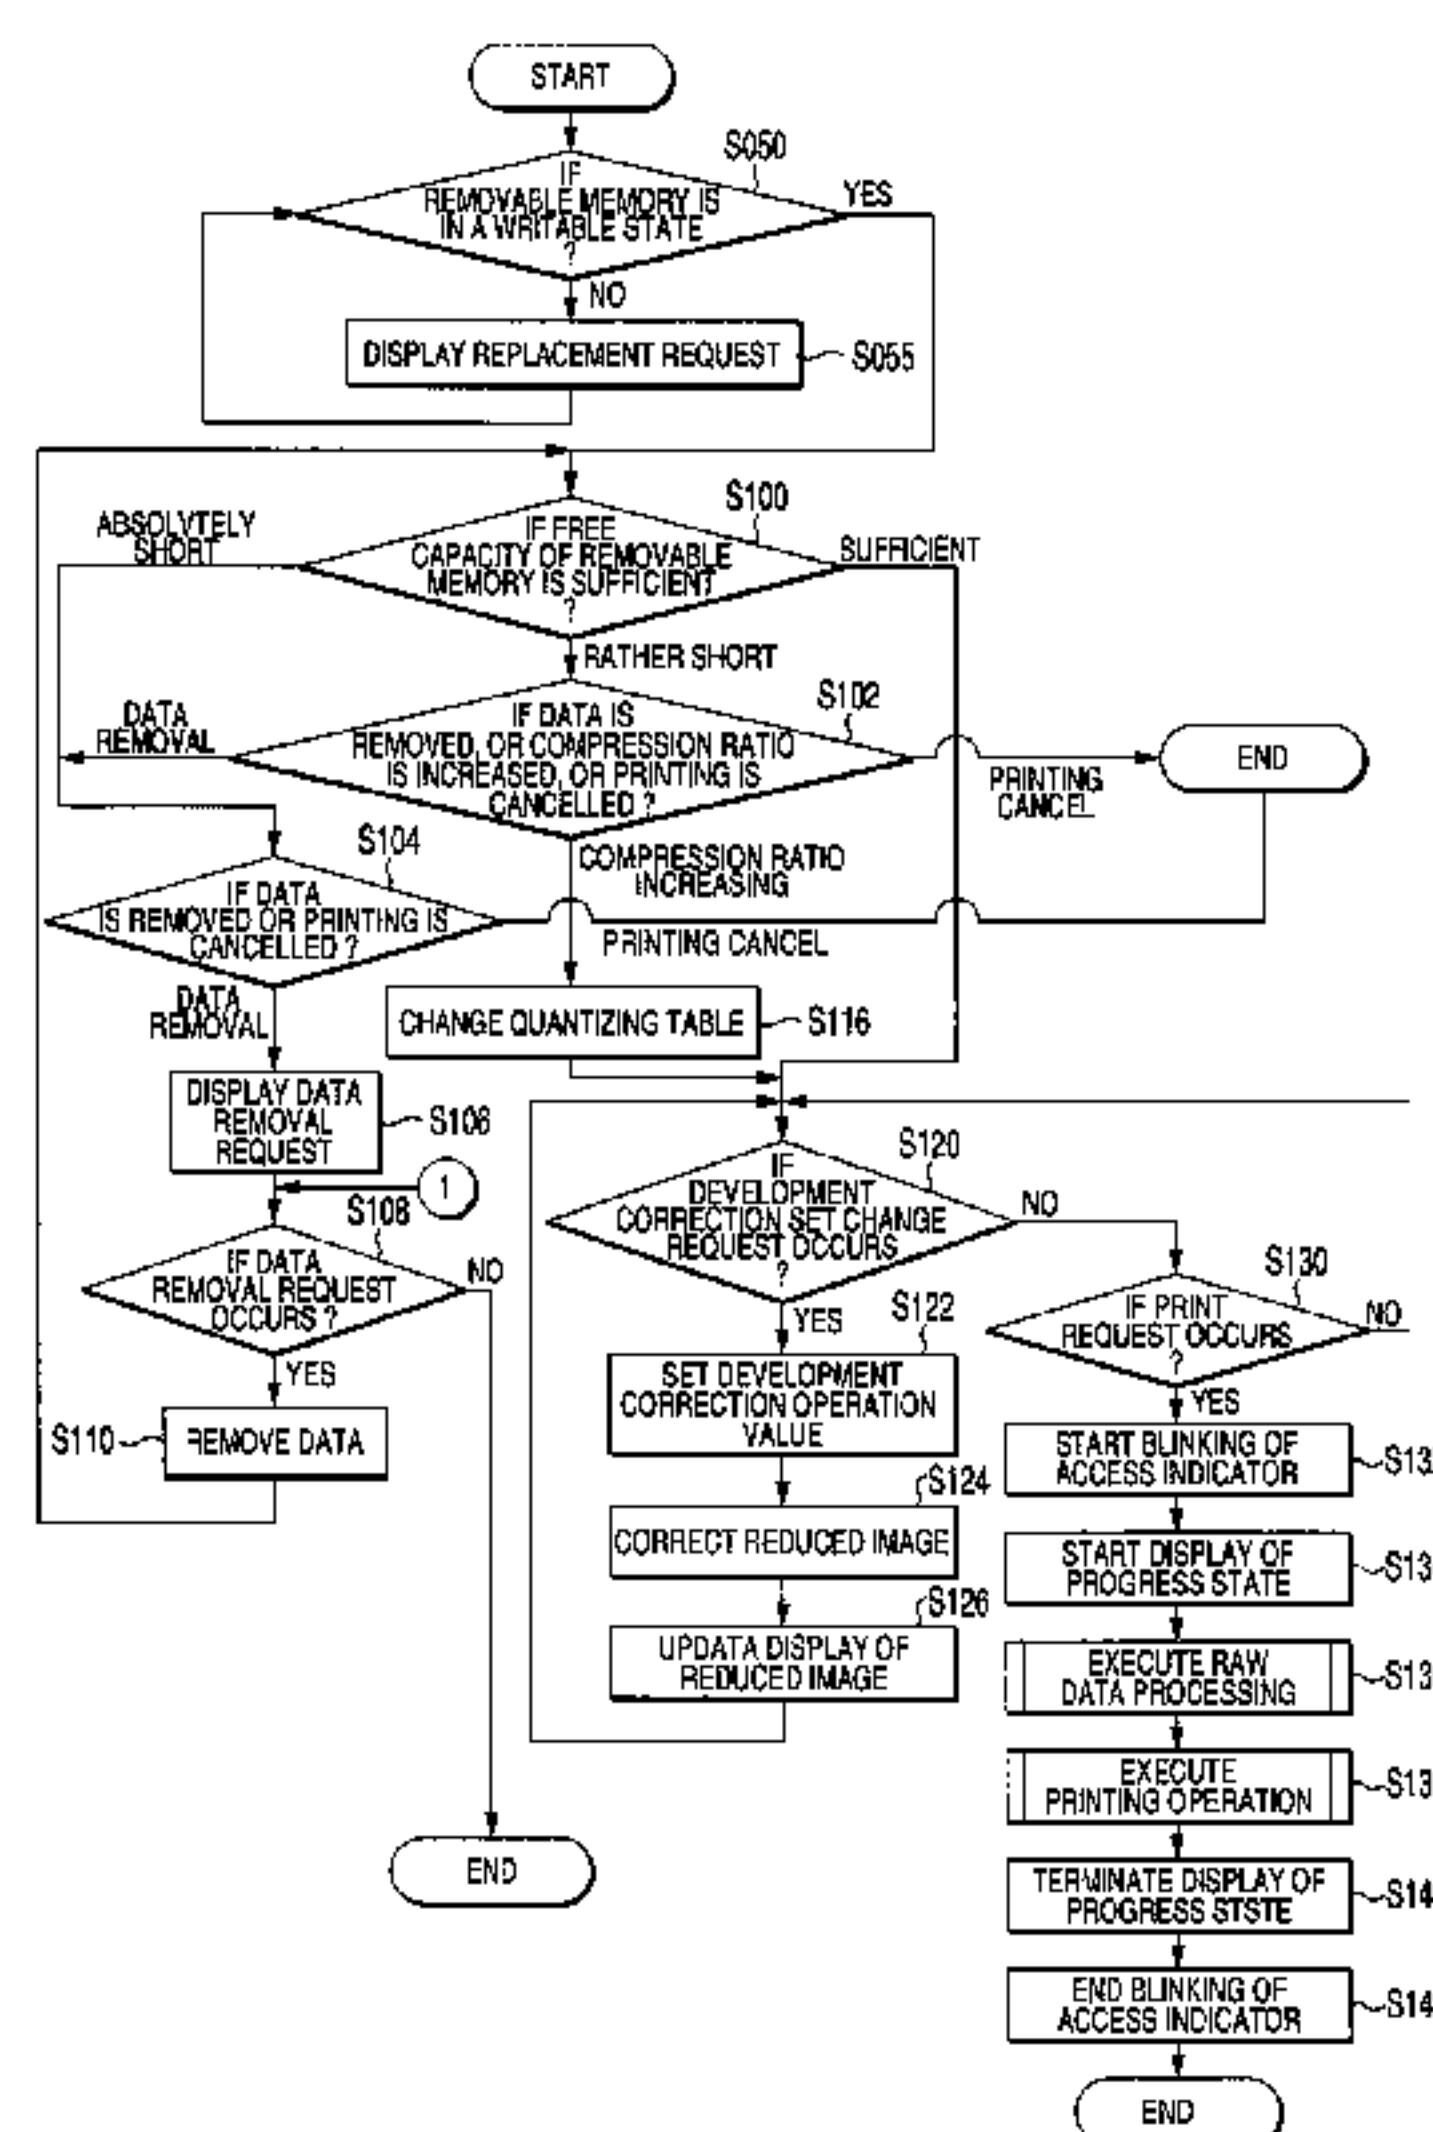 START
S050
IF
REMOVABLE MEMORY IS
IN A WRITABLE STATE
?
YES
NO
DISPLAY REPLACEMENT REQUEST
S055
S100
ABSOLVTELY
SHORT
IF FREE
CAPACITY OF REMOVABLE
MEMORY IS SUFFICIENT
?
SUFFICIENT
RATHER SHORT
S102
DATA
REMOVAL
IF DATA IS
REMOVED, OR COMPRESSION RATIO
IS INCREASED, OR PRINTING IS
CANCELLED ?
PRINTING
CANCEL
END
S104
COMPRESSION RATIO
INCREASING
IF DATA
IS REMOVED OR PRINTING IS
CANCELLED ?
PRINTING CANCEL
DATA
REMOVAL
CHANGE QUANTIZING TABLE
S116
DISPLAY DATA
REMOVAL
REQUEST
S106
1
S108
IF DATA
REMOVAL REQUEST
OCCURS ?
NO
YES
S110
REMOVE DATA
END
S120
IF
DEVELOPMENT
CORRECTION SET CHANGE
REQUEST OCCURS
?
NO
YES
S122
SET DEVELOPMENT
CORRECTION OPERATION
VALUE
S124
CORRECT REDUCED IMAGE
S126
UPDATA DISPLAY OF
REDUCED IMAGE
S130
IF PRINT
REQUEST OCCURS
?
NO
YES
START BLINKING OF
ACCESS INDICATOR
S13
START DISPLAY OF
PROGRESS STATE
S13
EXECUTE RAW
DATA PROCESSING
S13
EXECUTE
PRINTING OPERATION
S13
TERMINATE DISPLAY OF
PROGRESS STSTE
S14
END BLINKING OF
ACCESS INDICATOR
S14
END